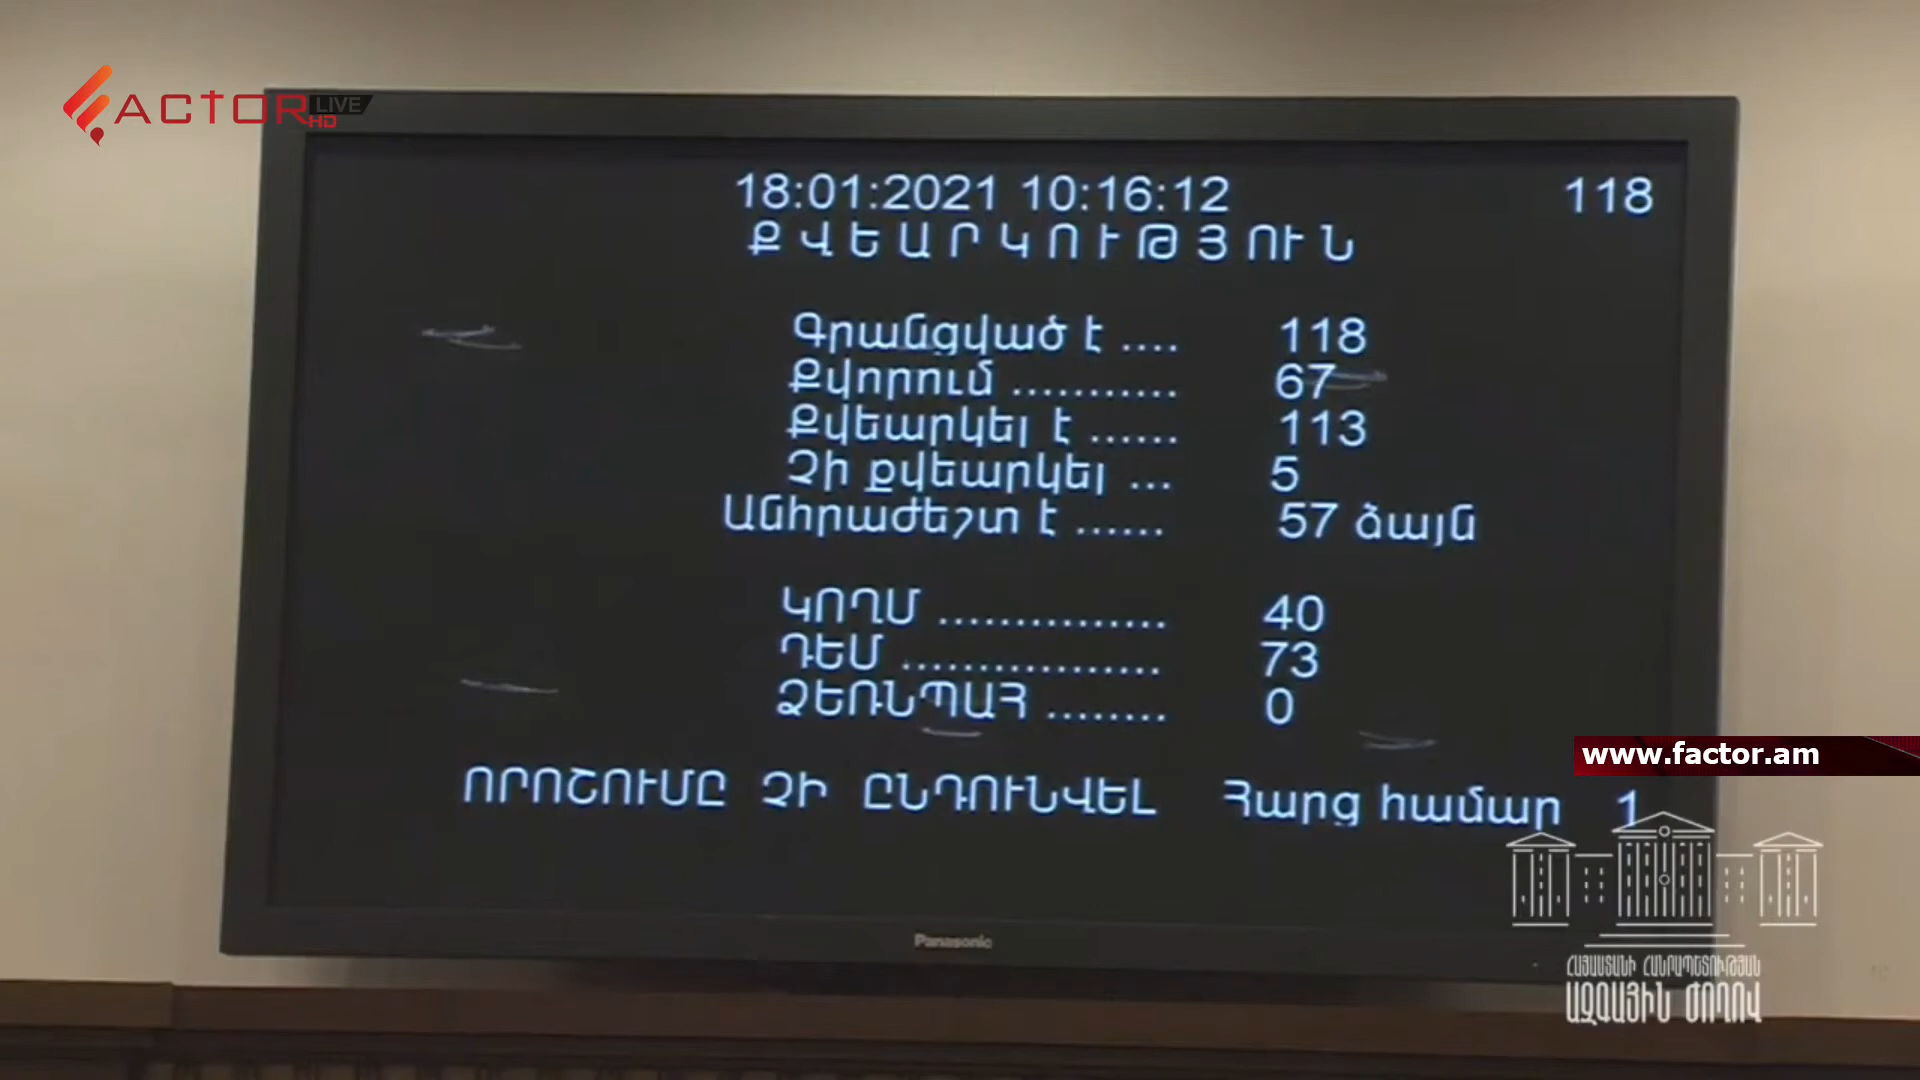 FACTOR LIVE
HD
18:01:2021 10:16:12 118
ՔՎԵԱՐԿՈՒԹՅՈՒՆ
Գրանցված է .... 118
Քվորում ........... 67
Քվեարկել է ...... 113
Չի քվեարկել ... 5
Անհրաժեշտ է ...... 57 ձայն
ԿՈՂՄ ............... 40
ԴԵՄ ................. 73
ՁԵՌՆՊԱՀ ........ 0
ՈՐՈՇՈՒՄԸ ՉԻ ԸՆԴՈՒՆՎԵԼ Հարց համար 1
www.factor.am
Panasonic
ՀԱՅԱՍՏԱՆԻ ՀԱՆՐԱՊԵՏՈՒԹՅԱՆ
ԱԶԳԱՅԻՆ ԺՈՂՈՎ